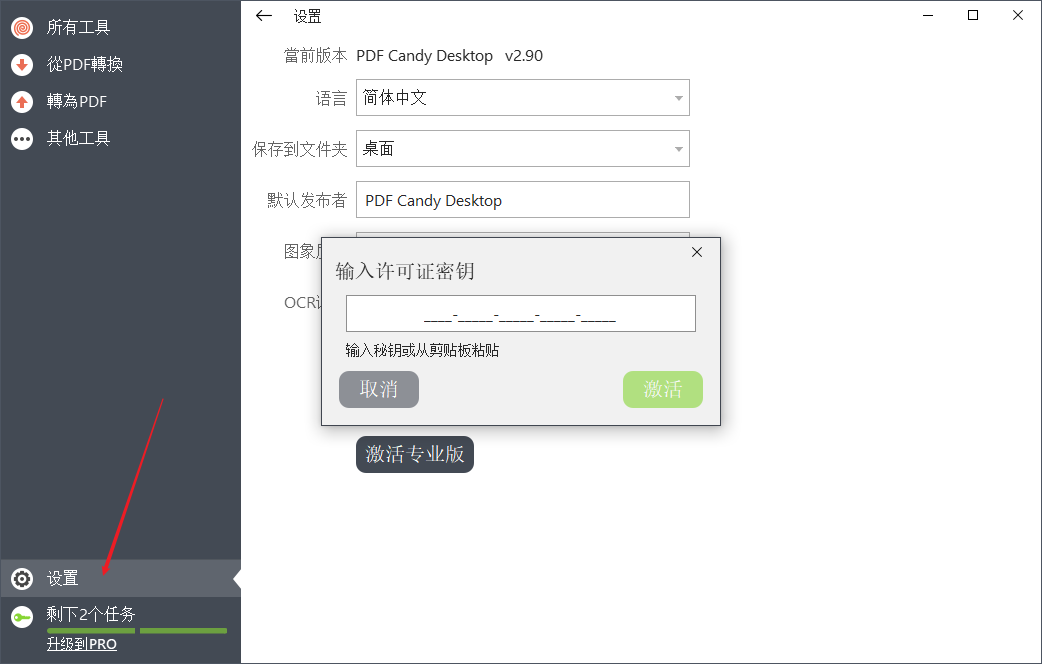 所有工具
從PDF轉換
轉為PDF
其他工具
设置
剩下2个任务
升级到PRO
设置
當前版本 PDF Candy Desktop v2.90
语言 简体中文
保存到文件夹 桌面
默认发布者 PDF Candy Desktop
图象
OCR
输入许可证密钥
____-_____-_____-_____-_____
输入秘钥或从剪贴板粘贴
取消 激活
激活专业版